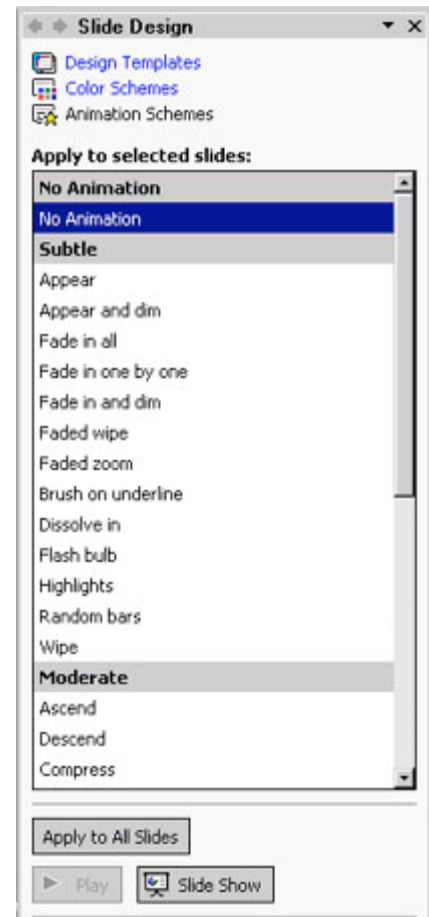 Slide Design
Design Templates
Color Schemes
Animation Schemes
Apply to selected slides:
No Animation
No Animation
Subtle
Appear
Appear and dim
Fade in all
Fade in one by one
Fade in and dim
Faded wipe
Faded zoom
Brush on underline
Dissolve in
Flash bulb
Highlights
Random bars
Wipe
Moderate
Ascend
Descend
Compress
Apply to All Slides
Play Slide Show